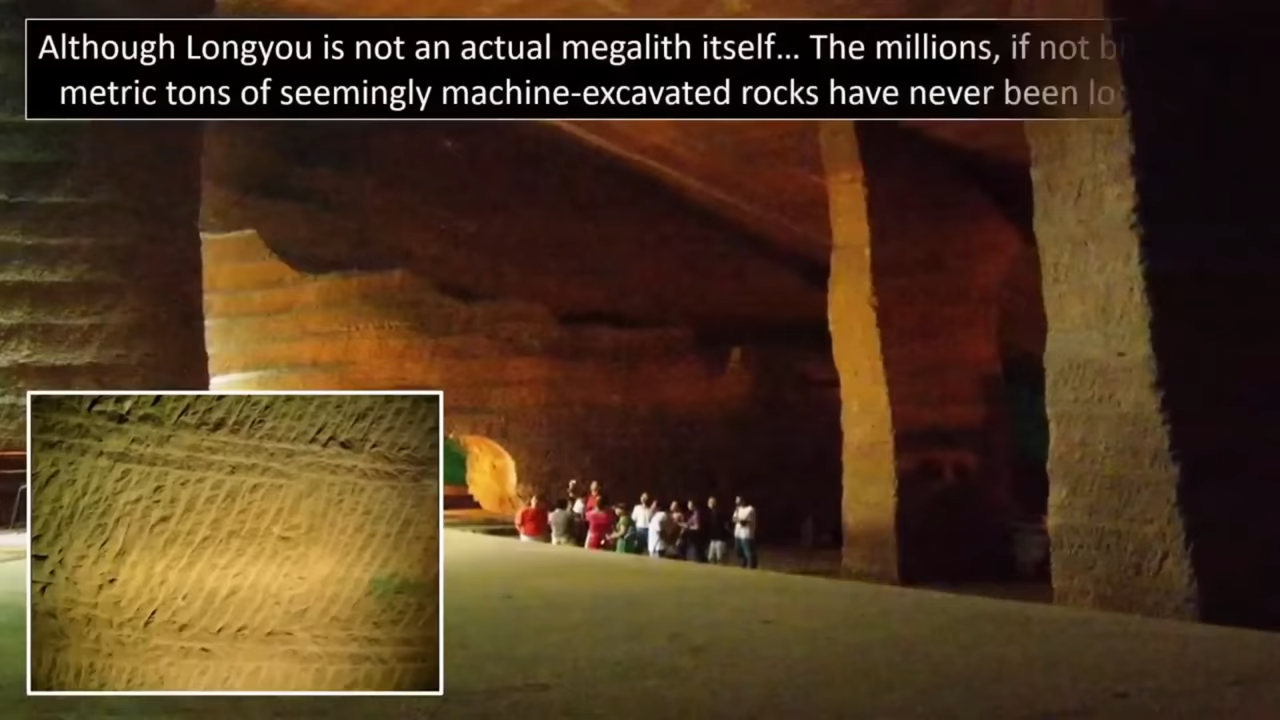 Although Longyou is not an actual megalith itself... The millions, if not
metric tons of seemingly machine-excavated rocks have never been